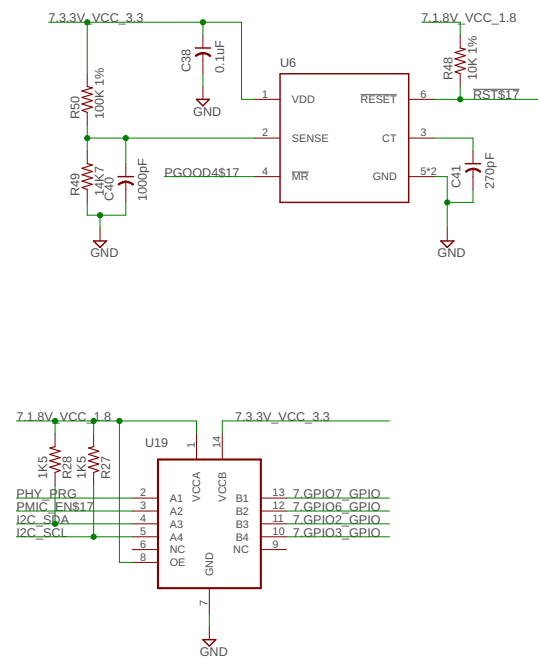 7.3.3V_VCC_3.3
7.1.8V_VCC_1.8
C38
0.1uF
GND
R50
100K 1%
U6
R48
10K 1%
1
VDD
RESET
6
RST$17
2
SENSE
CT
3
PGOOD4$17
4
MR
GND
5*2
R49
14K7
C40
1000pF
C41
270pF
GND
GND
7.1.8V_VCC_1.8
7.3.3V_VCC_3.3
1K5
R28
1K5
R27
U19
1
14
VCCA
VCCB
PHY_PRG
2
A1
B1
13
7.GPIO7_GPIO
PMIC_EN$17
3
A2
B2
12
7.GPIO6_GPIO
I2C_SDA
4
A3
B3
11
7.GPIO2_GPIO
I2C_SCL
5
A4
B4
10
7.GPIO3_GPIO
6
NC
NC
9
8
OE
GND
7
GND